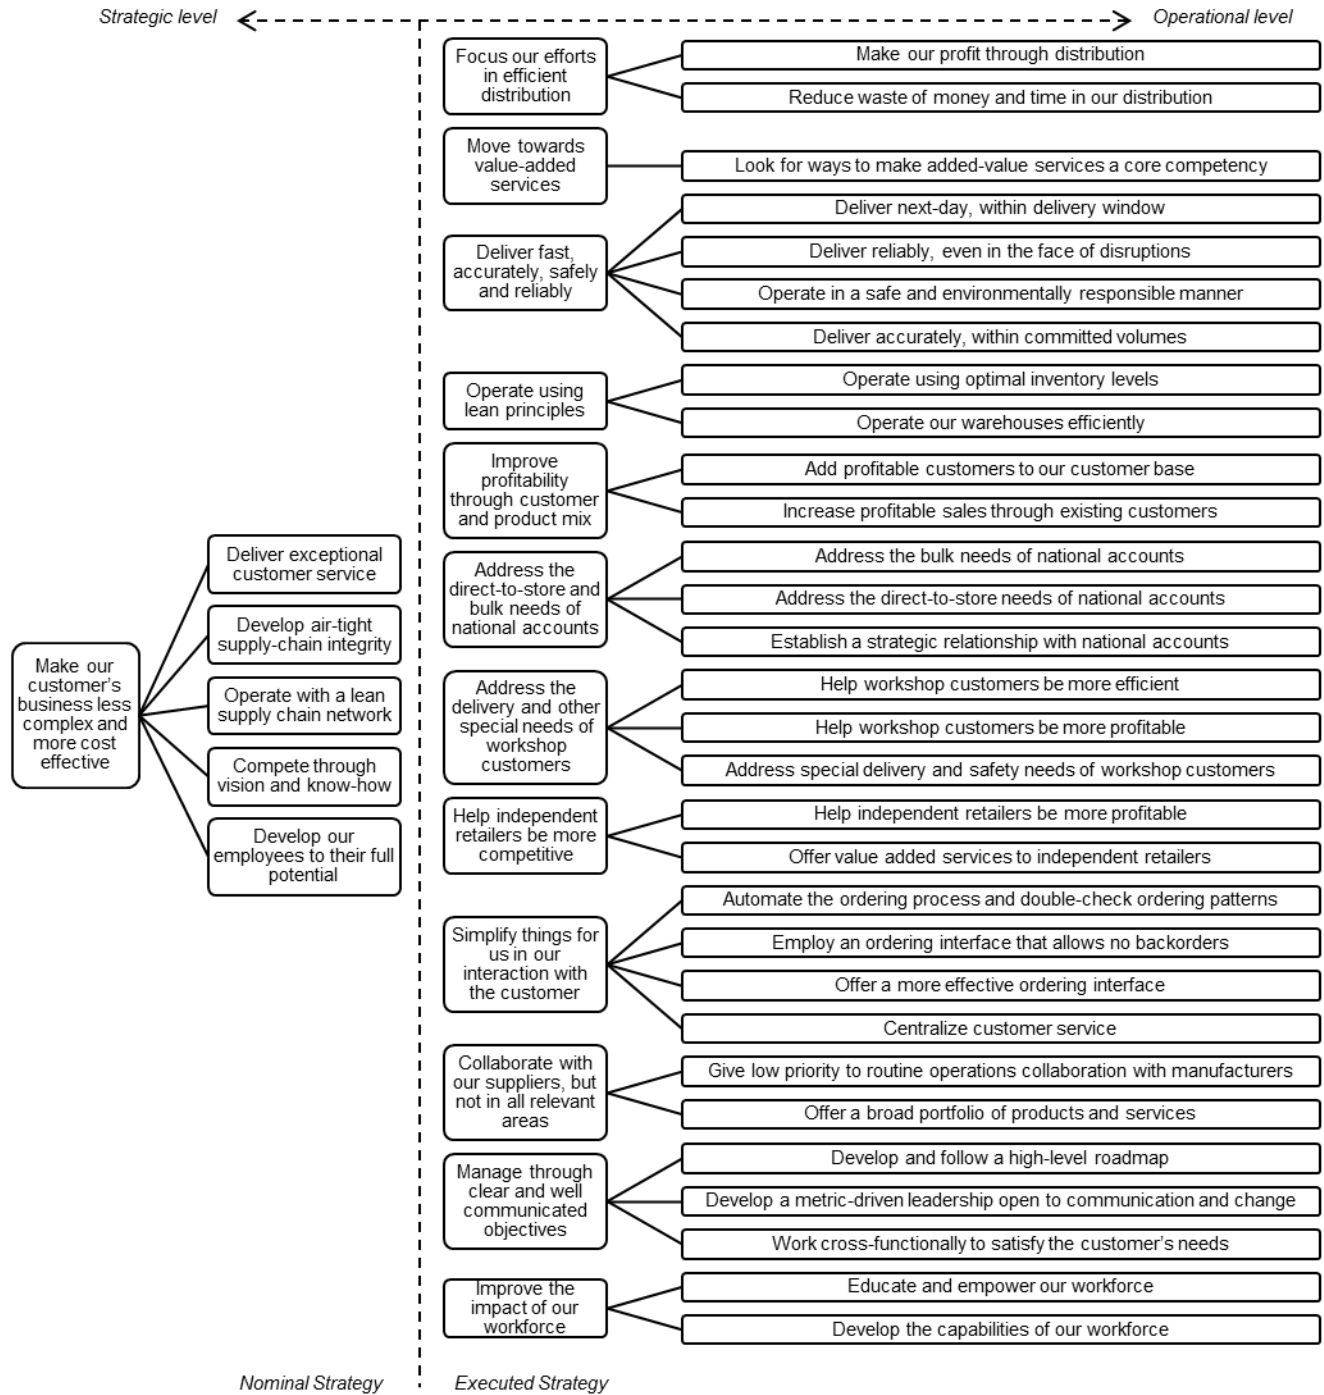 Strategic level
Operational level
Make our
customer's
business less
complex and
more cost
effective
Deliver exceptional
customer service
Develop air-tight
supply-chain integrity
Operate with a lean
supply chain network
Compete through
vision and know-how
Develop our
employees to their full
potential
Focus our efforts
in efficient
distribution
Make our profit through distribution
Reduce waste of money and time in our distribution
Move towards
value-added
services
Look for ways to make added-value services a core competency
Deliver fast,
accurately, safely
and reliably
Deliver next-day, within delivery window
Deliver reliably, even in the face of disruptions
Operate in a safe and environmentally responsible manner
Deliver accurately, within committed volumes
Operate using
lean principles
Operate using optimal inventory levels
Operate our warehouses efficiently
Improve
profitability
through customer
and product mix
Add profitable customers to our customer base
Increase profitable sales through existing customers
Address the
direct-to-store and
bulk needs of
national accounts
Address the bulk needs of national accounts
Address the direct-to-store needs of national accounts
Establish a strategic relationship with national accounts
Address the
delivery and other
special needs of
workshop
customers
Help workshop customers be more efficient
Help workshop customers be more profitable
Address special delivery and safety needs of workshop customers
Help independent
retailers be more
competitive
Help independent retailers be more profitable
Offer value added services to independent retailers
Simplify things for
us in our
interaction with
the customer
Automate the ordering process and double-check ordering patterns
Employ an ordering interface that allows no backorders
Offer a more effective ordering interface
Centralize customer service
Collaborate with
our suppliers, but
not in all relevant
areas
Give low priority to routine operations collaboration with manufacturers
Offer a broad portfolio of products and services
Manage through
clear and well
communicated
objectives
Develop and follow a high-level roadmap
Develop a metric-driven leadership open to communication and change
Work cross-functionally to satisfy the customer's needs
Improve the
impact of our
workforce
Educate and empower our workforce
Develop the capabilities of our workforce
Nominal Strategy
Executed Strategy